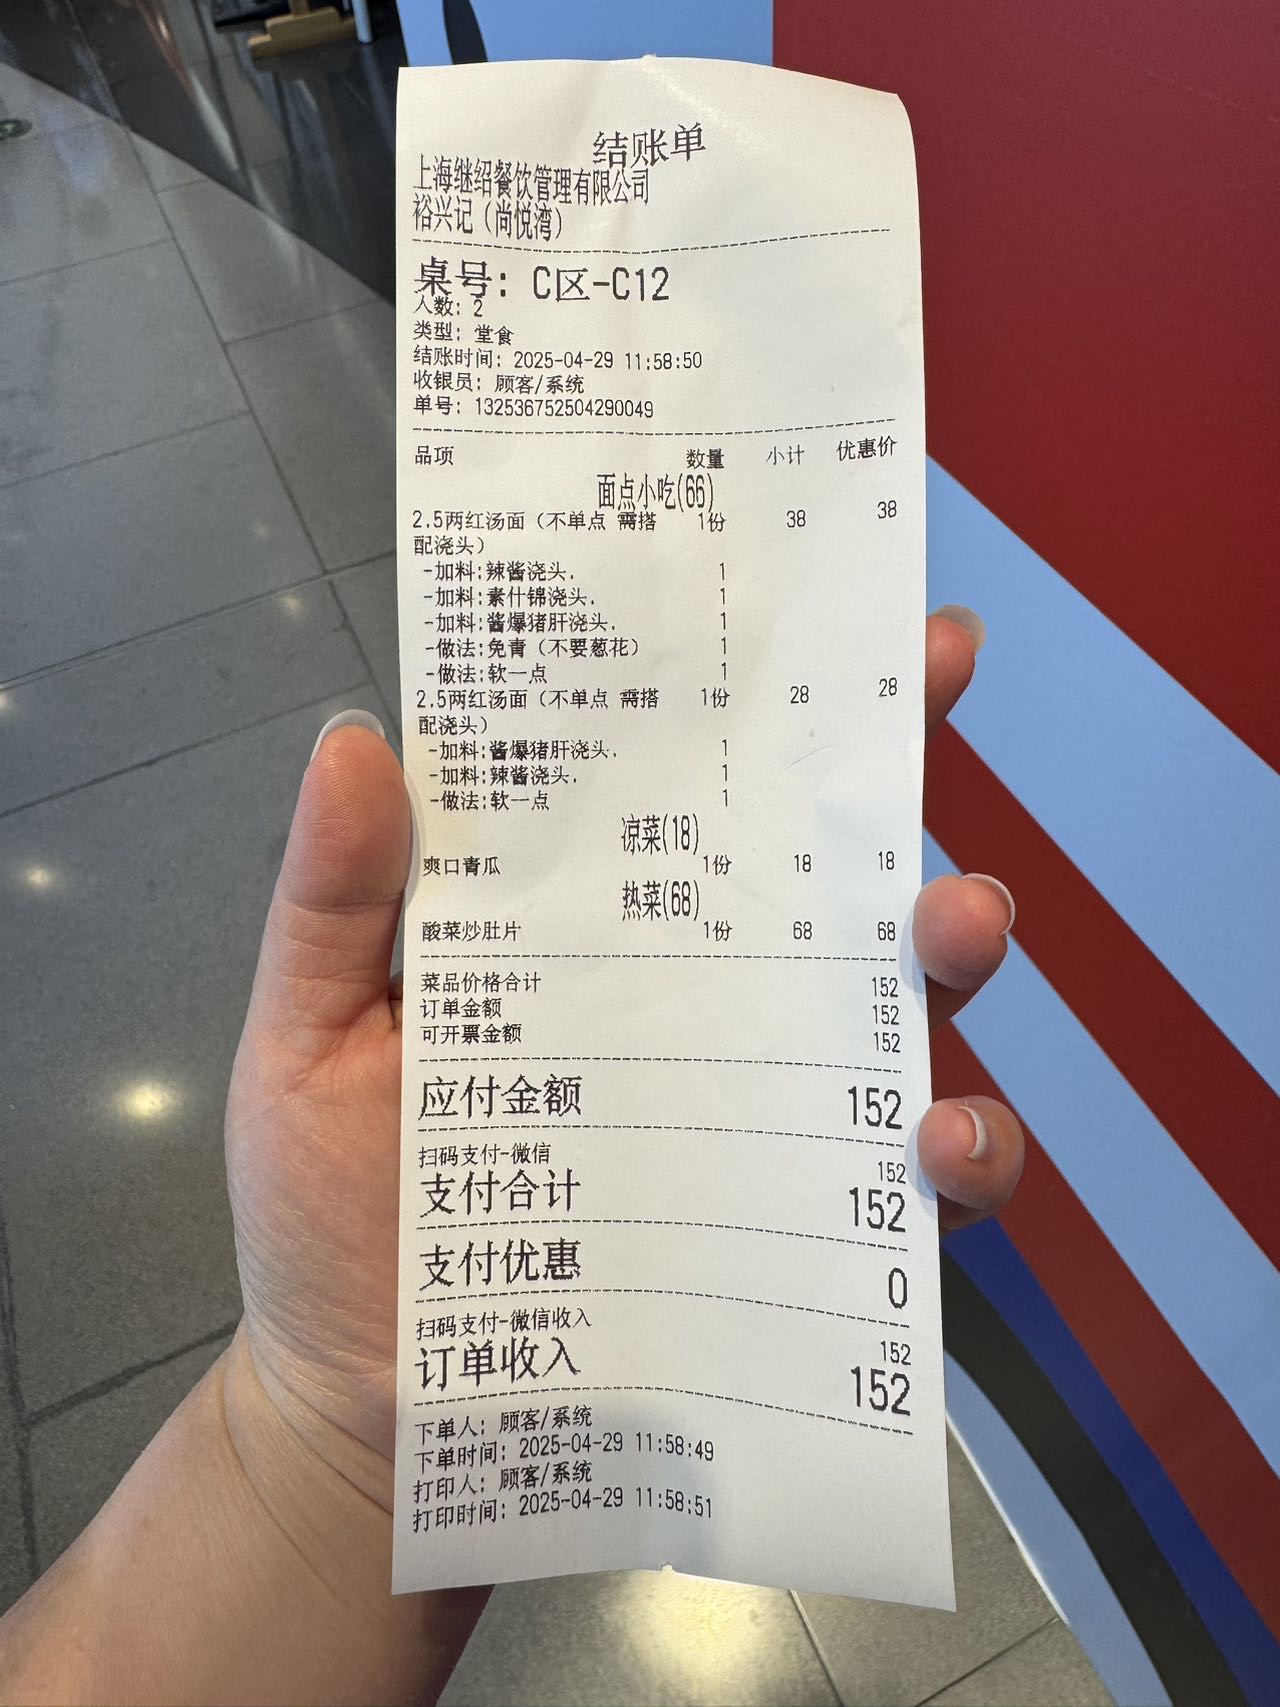 结账单
上海继绍餐饮管理有限公司
裕兴记（尚悦湾）
桌号: C区-C12
人数: 2
类型: 堂食
结账时间: 2025-04-29 11:58:50
收银员: 顾客/系统
单号: 132536752504290049
品项 数量 小计 优惠价
面点小吃(66)
2.5两红汤面（不单点 需搭 1份 38 38
配浇头）
-加料:辣酱浇头. 1
-加料:素什锦浇头. 1
-加料:酱爆猪肝浇头. 1
-做法:免青（不要葱花） 1
-做法:软一点 1
2.5两红汤面（不单点 需搭 1份 28 28
配浇头）
-加料:酱爆猪肝浇头. 1
-加料:辣酱浇头. 1
-做法:软一点 1
凉菜(18)
爽口青瓜 1份 18 18
热菜(68)
酸菜炒肚片 1份 68 68
菜品价格合计 152
订单金额 152
可开票金额 152
应付金额 152
扫码支付-微信 152
支付合计 152
支付优惠 0
扫码支付-微信收入 152
订单收入 152
下单人: 顾客/系统
下单时间: 2025-04-29 11:58:49
打印人: 顾客/系统
打印时间: 2025-04-29 11:58:51